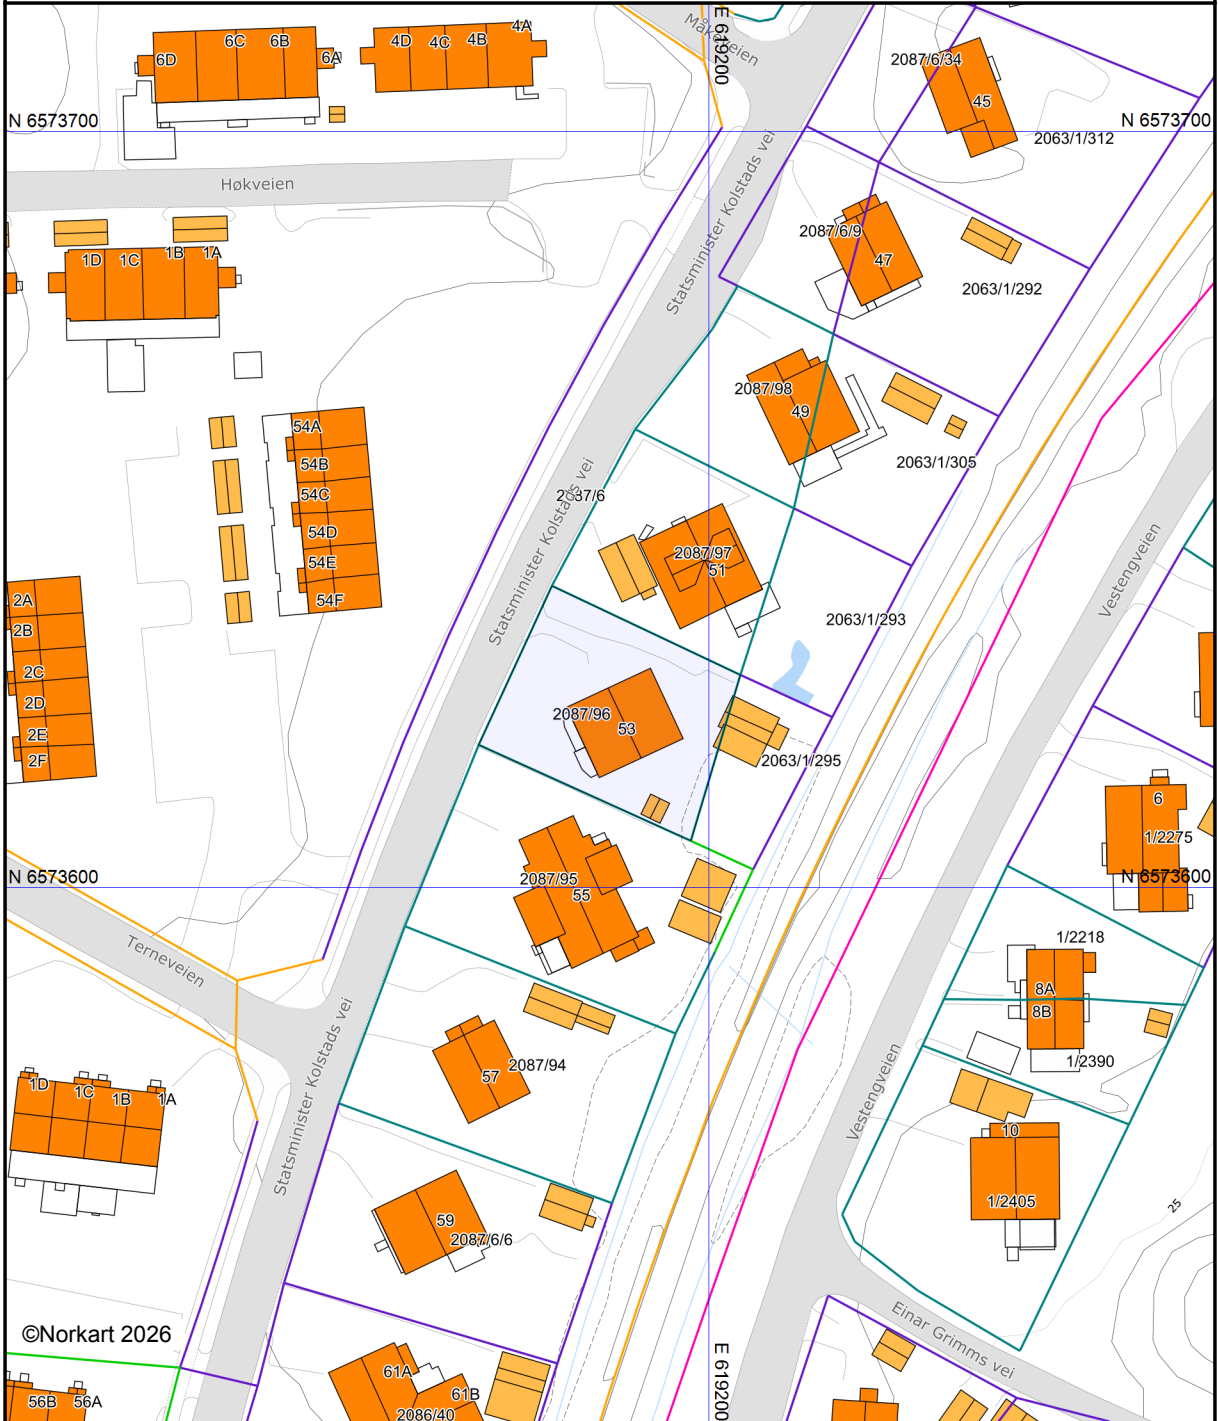 Måkeveien
E 619200
4A
6C
6B
4D
4C
4B
6D
6A
2087/6/34
45
N 6573700
N 6573700
2063/1/312
Høkveien
Statsminister Kolstads vei
2087/6/9
47
1D
1C
1B
1A
2063/1/292
2087/98
49
54A
54B
2063/1/305
54C
54D
54E
54F
Statsminister Kolstads vei
2087/97
51
Vestengveien
2A
2B
2C
2D
2E
2F
2063/1/293
2087/96
53
2063/1/295
6
1/2275
N 6573600
N 6573600
2087/95
55
Terneveien
1/2218
8A
8B
1/2390
Statsminister Kolstads vei
57
2087/94
Vestengveien
1D
1C
1B
1A
10
1/2405
25
59
2087/6/6
©Norkart 2026
Einar Grimms vei
E 619200
61A
61B
2086/40
56B
56A